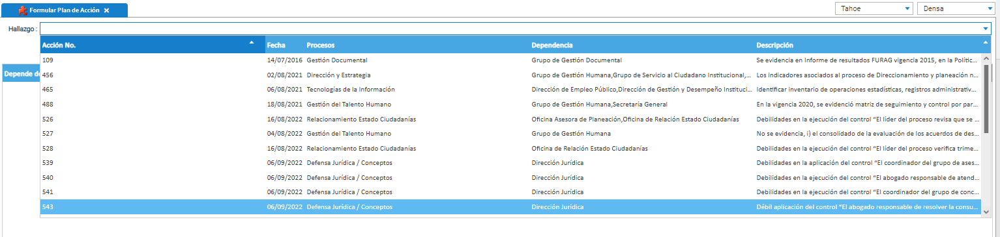 Formular Plan de Acción
Tahoe Densa
Hallazgo :
Acción No. Fecha Procesos Dependencia Descripción
109 14/07/2016 Gestión Documental Grupo de Gestión Documental Se evidencia en Informe de resultados FURAG vigencia 2015, en la Polític...
Depende de
456 02/08/2021 Dirección y Estrategia Grupo de Gestión Humana,Grupo de Servicio al Ciudadano Institucional,... Los indicadores asociados al proceso de Direccionamiento y planeación n...
465 06/08/2021 Tecnologías de la Información Dirección de Empleo Público,Dirección de Gestión y Desempeño Instituci... Identificar inventario de operaciones estadísticas, registros administrativ...
488 18/08/2021 Gestión del Talento Humano Grupo de Gestión Humana,Secretaría General En la vigencia 2020, se evidenció matriz de seguimiento y control por par...
526 16/08/2022 Relacionamiento Estado Ciudadanías Oficina Asesora de Planeación,Oficina de Relación Estado Ciudadanías Debilidades en la ejecución del control “El líder del proceso revisa que se ...
527 04/08/2022 Gestión del Talento Humano Grupo de Gestión Humana No se evidencia, i) el consolidado de la evaluación de los acuerdos de des...
528 16/08/2022 Relacionamiento Estado Ciudadanías Oficina de Relación Estado Ciudadanías Debilidades en la ejecución del control “El líder del proceso verifica trime...
539 06/09/2022 Defensa Jurídica / Conceptos Dirección Jurídica Debilidades en la aplicación del control “El coordinador del grupo de ases...
540 06/09/2022 Defensa Jurídica / Conceptos Dirección Jurídica Debilidades en la ejecución del control “El abogado responsable de atend...
541 06/09/2022 Defensa Jurídica / Conceptos Dirección Jurídica Debilidades en la ejecución del control “El coordinador del grupo de conc...
543 06/09/2022 Defensa Jurídica / Conceptos Dirección Jurídica Débil aplicación del control “El abogado responsable de resolver la consu...